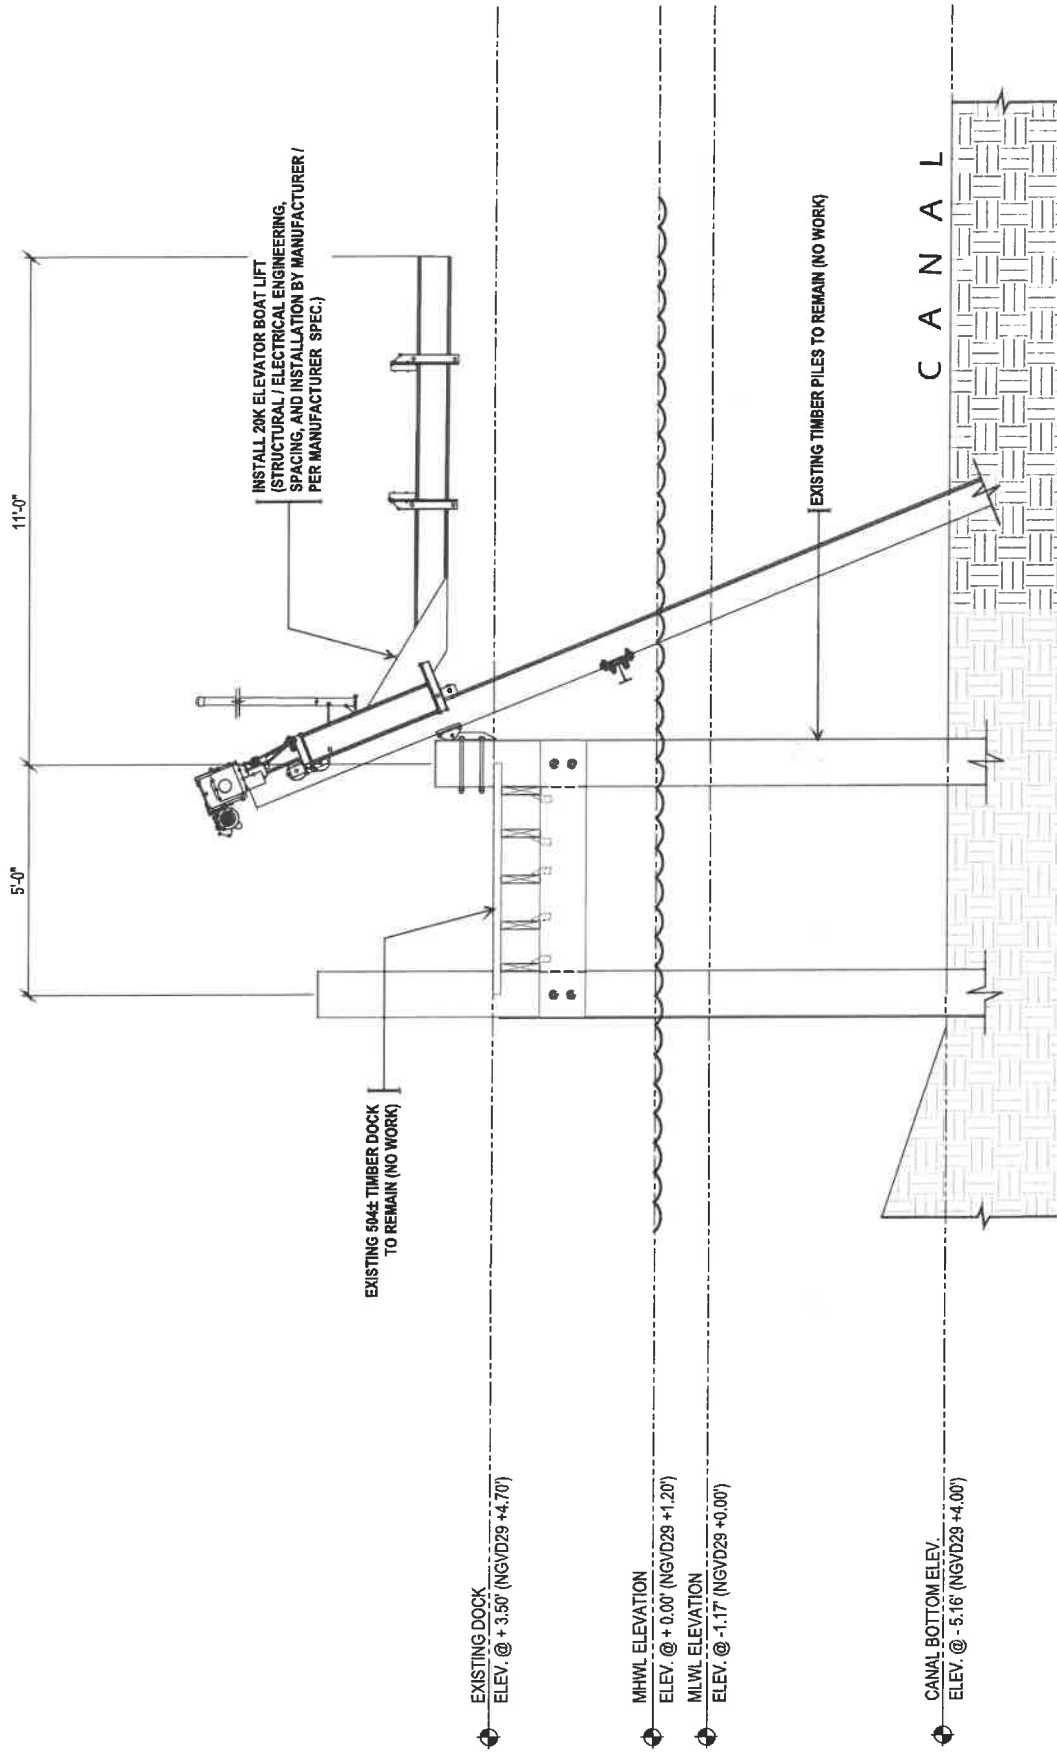 5'-0"
11'-0"
INSTALL 20K ELEVATOR BOAT LIFT
(STRUCTURAL / ELECTRICAL ENGINEERING,
SPACING, AND INSTALLATION BY MANUFACTURER /
PER MANUFACTURER SPEC.)
EXISTING 504± TIMBER DOCK
TO REMAIN (NO WORK)
EXISTING TIMBER PILES TO REMAIN (NO WORK)
EXISTING DOCK
ELEV. @ + 3.50' (NGVD29 +4.70')
MHWL ELEVATION
ELEV. @ + 0.00' (NGVD29 +1.20')
MLWL ELEVATION
ELEV. @ -1.17' (NGVD29 +0.00')
CANAL BOTTOM ELEV.
ELEV. @ - 5.16' (NGVD29 +4.00')
CANAL